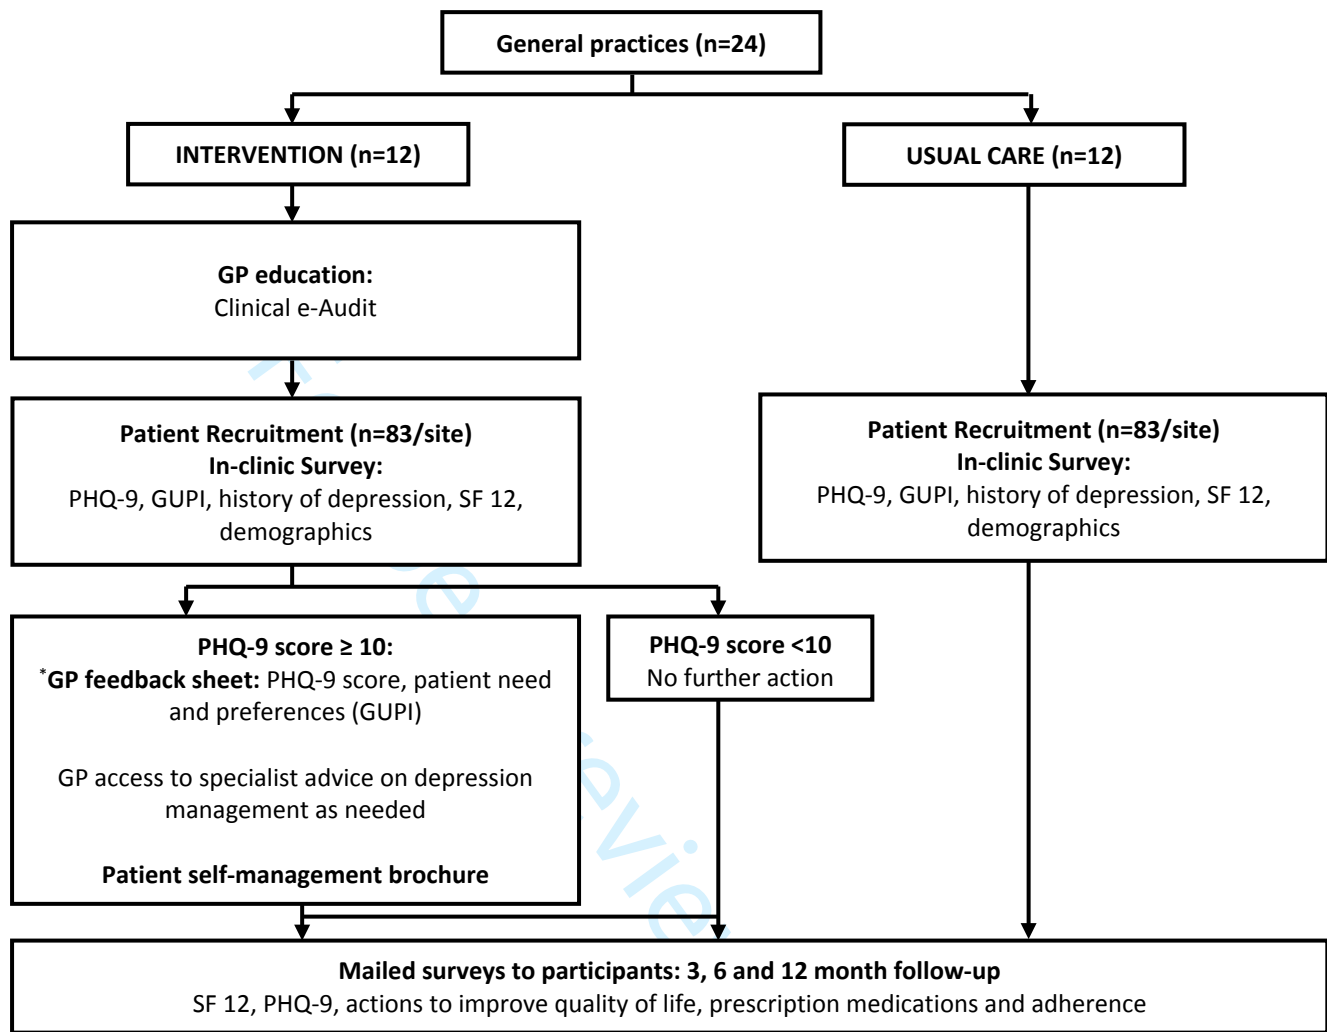 General practices (n=24)
INTERVENTION (n=12)
USUAL CARE (n=12)
GP education:
Clinical e-Audit
Patient Recruitment (n=83/site)
In-clinic Survey:
PHQ-9, GUPI, history of depression, SF 12,
demographics
Patient Recruitment (n=83/site)
In-clinic Survey:
PHQ-9, GUPI, history of depression, SF 12,
demographics
PHQ-9 score ≥ 10:
*GP feedback sheet: PHQ-9 score, patient need
and preferences (GUPI)
GP access to specialist advice on depression
management as needed
Patient self-management brochure
PHQ-9 score <10
No further action
Mailed surveys to participants: 3, 6 and 12 month follow-up
SF 12, PHQ-9, actions to improve quality of life, prescription medications and adherence